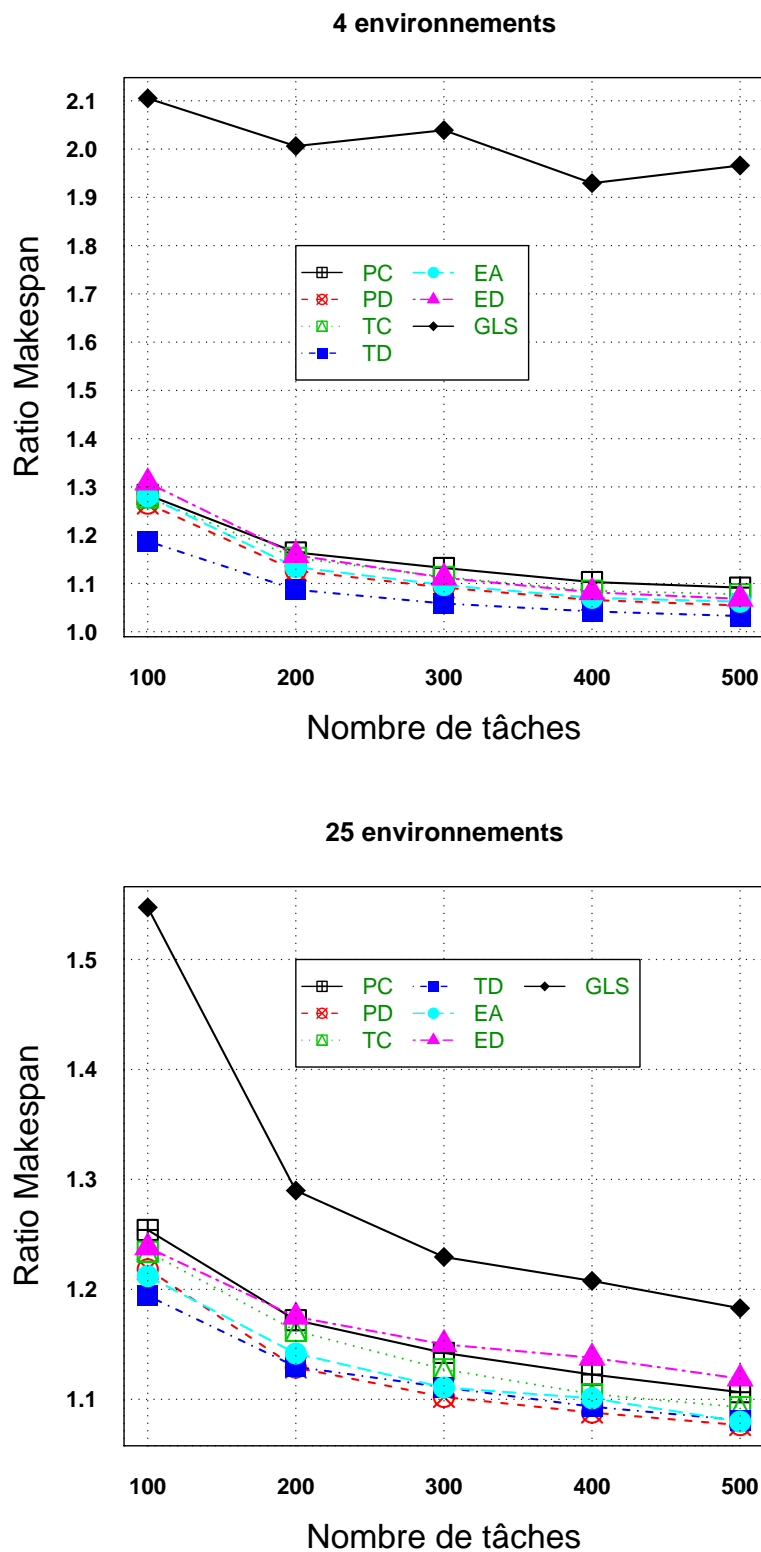 4 environnements
Ratio Makespan
2.1
2.0
1.9
1.8
1.7
1.6
1.5
1.4
1.3
1.2
1.1
1.0
PC
PD
TC
TD
EA
ED
GLS
100 200 300 400 500
Nombre de tâches
25 environnements
Ratio Makespan
1.5
1.4
1.3
1.2
1.1
PC
PD
TC
TD
EA
ED
GLS
100 200 300 400 500
Nombre de tâches